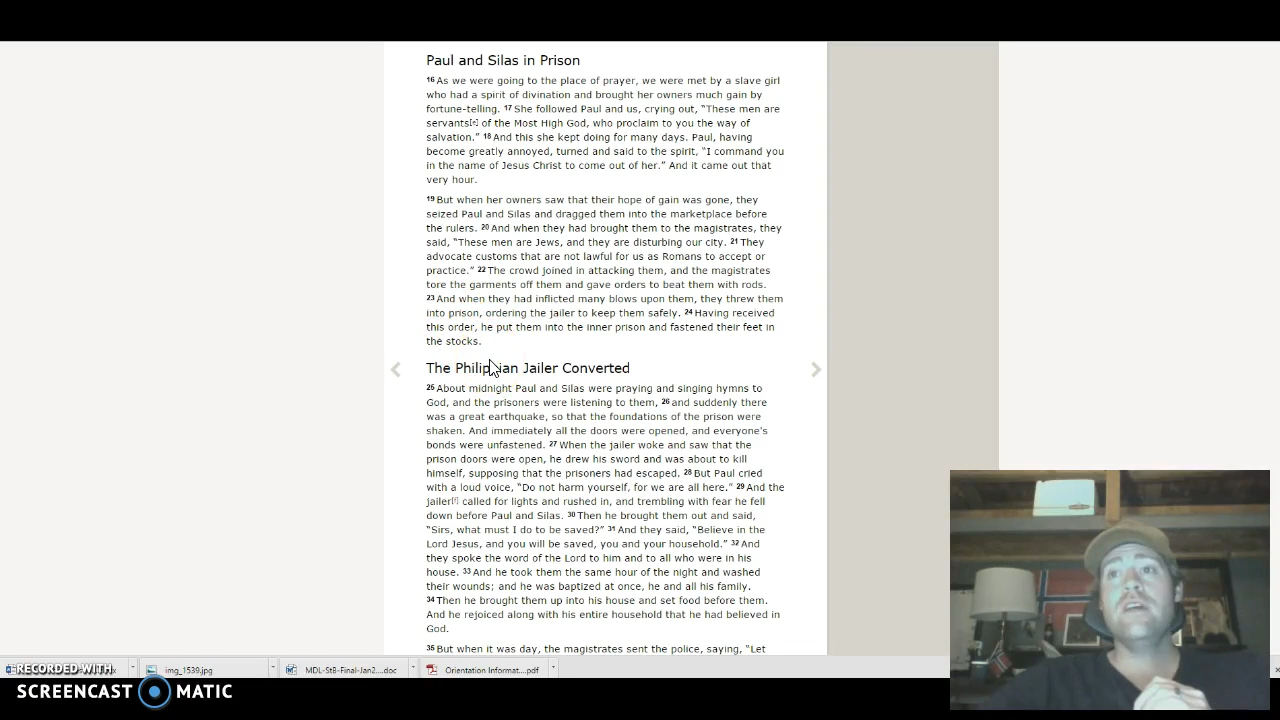 Paul and Silas in Prison
16 As we were going to the place of prayer, we were met by a slave girl
who had a spirit of divination and brought her owners much gain by
fortune-telling. 17 She followed Paul and us, crying out, “These men are
servants[e] of the Most High God, who proclaim to you the way of
salvation.” 18 And this she kept doing for many days. Paul, having
become greatly annoyed, turned and said to the spirit, “I command you
in the name of Jesus Christ to come out of her.” And it came out that
very hour.
19 But when her owners saw that their hope of gain was gone, they
seized Paul and Silas and dragged them into the marketplace before
the rulers. 20 And when they had brought them to the magistrates, they
said, “These men are Jews, and they are disturbing our city. 21 They
advocate customs that are not lawful for us as Romans to accept or
practice.” 22 The crowd joined in attacking them, and the magistrates
tore the garments off them and gave orders to beat them with rods.
23 And when they had inflicted many blows upon them, they threw them
into prison, ordering the jailer to keep them safely. 24 Having received
this order, he put them into the inner prison and fastened their feet in
the stocks.
The Philippian Jailer Converted
25 About midnight Paul and Silas were praying and singing hymns to
God, and the prisoners were listening to them, 26 and suddenly there
was a great earthquake, so that the foundations of the prison were
shaken. And immediately all the doors were opened, and everyone's
bonds were unfastened. 27 When the jailer woke and saw that the
prison doors were open, he drew his sword and was about to kill
himself, supposing that the prisoners had escaped. 28 But Paul cried
with a loud voice, “Do not harm yourself, for we are all here.” 29 And the
jailer[f] called for lights and rushed in, and trembling with fear he fell
down before Paul and Silas. 30 Then he brought them out and said,
“Sirs, what must I do to be saved?” 31 And they said, “Believe in the
Lord Jesus, and you will be saved, you and your household.” 32 And
they spoke the word of the Lord to him and to all who were in his
house. 33 And he took them the same hour of the night and washed
their wounds; and he was baptized at once, he and all his family.
34 Then he brought them up into his house and set food before them.
And he rejoiced along with his entire household that he had believed in
God.
35 But when it was day, the magistrates sent the police, saying, “Let
img_1539.jpg
MDL-StB-Final-Jan2....doc
Orientation Informat....pdf
RECORDED WITH
SCREENCAST MATIC